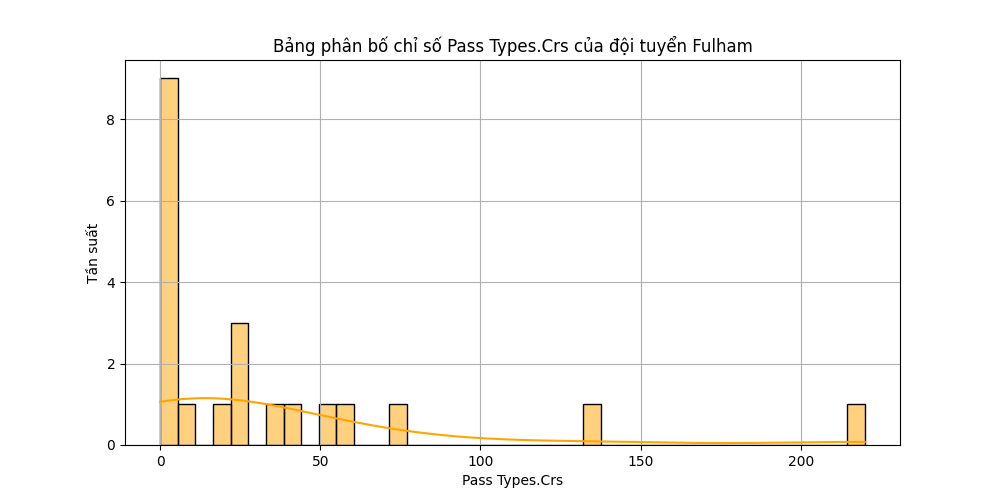 Bảng phân bố chỉ số Pass Types.Crs của đội tuyển Fulham
Tần suất
8
6
4
2
0
0 50 100 150 200
Pass Types.Crs